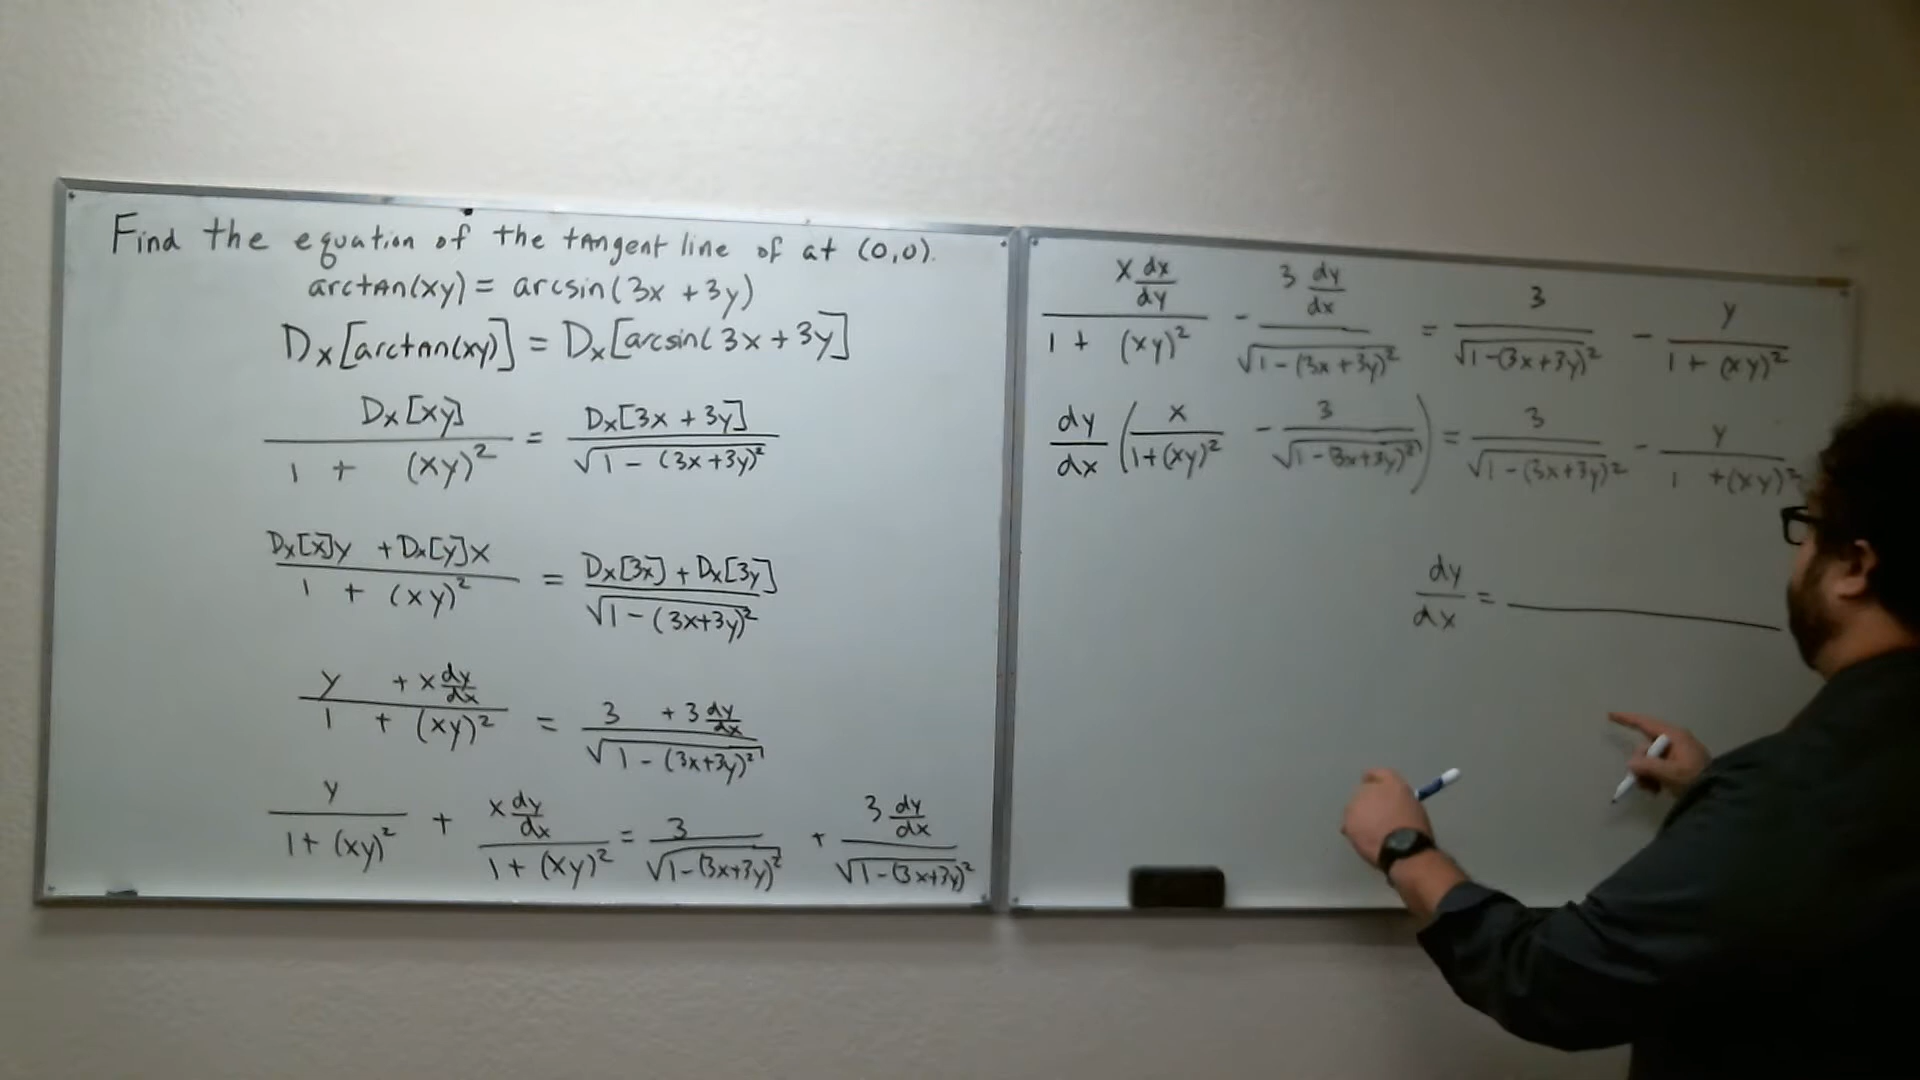 Find the equation of the tangent line of at (0,0).
arctan(xy) = arcsin(3x + 3y)
Dx[arctan(xy)] = Dx[arcsin(3x + 3y]
Dx[xy] / 1 + (xy)² = Dx[3x + 3y] / √1 - (3x+3y)²
Dx[x]y + Dx[y]x / 1 + (xy)² = Dx[3x] + Dx[3y] / √1 - (3x+3y)²
y + x dy/dx / 1 + (xy)² = 3 + 3 dy/dx / √1 - (3x+3y)²
y / 1 + (xy)² + x dy/dx / 1 + (xy)² = 3 / √1-(3x+3y)² + 3 dy/dx / √1-(3x+3y)²
x dx/dy / 1 + (xy)² - 3 dy/dx / √1-(3x+3y)² = 3 / √1-(3x+3y)² - y / 1 + (xy)²
dy/dx (x / 1+(xy)² - 3 / √1-(3x+3y)²) = 3 / √1-(3x+3y)² - y / 1 + (xy)²
dy/dx =